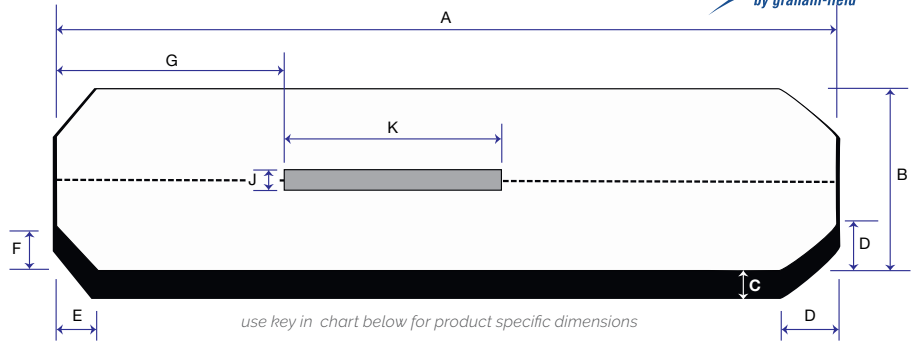 by graham-field
A
G
K
J
B
F
D
C
E
D
use key in chart below for product specific dimensions